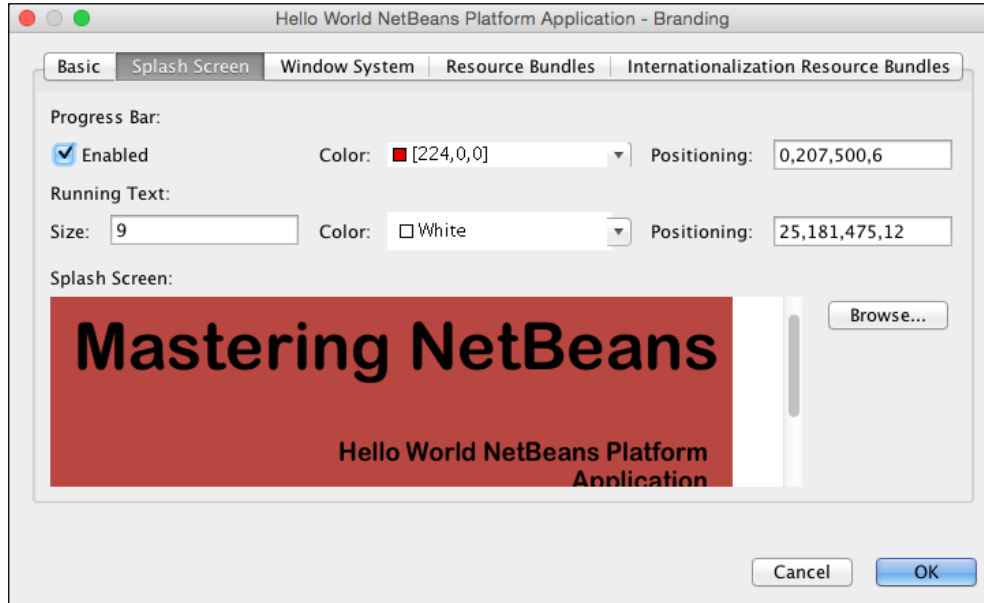 Hello World NetBeans Platform Application - Branding
Basic Splash Screen Window System Resource Bundles Internationalization Resource Bundles
Progress Bar:
Enabled Color: [224,0,0] Positioning: 0,207,500,6
Running Text:
Size: 9 Color: White Positioning: 25,181,475,12
Splash Screen:
Browse...
Mastering NetBeans
Hello World NetBeans Platform
Application
Cancel OK